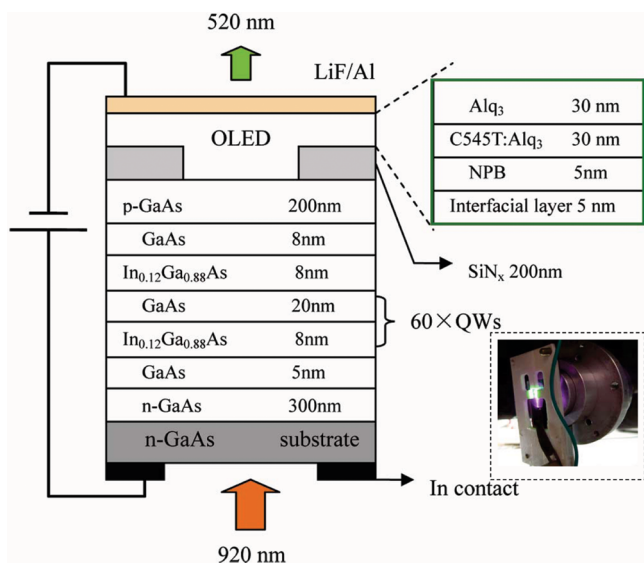 520 nm
LiF/Al
OLED
Alq₃ 30 nm
C545T:Alq₃ 30 nm
NPB 5nm
Interfacial layer 5 nm
p-GaAs 200nm
GaAs 8nm
In₀.₁₂Ga₀.₈₈As 8nm
GaAs 20nm
In₀.₁₂Ga₀.₈₈As 8nm
GaAs 5nm
n-GaAs 300nm
n-GaAs substrate
SiNₓ 200nm
60×QWs
In contact
920 nm